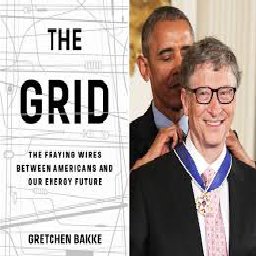 THE
GRID
THE FRAYING WIRES
BETWEEN AMERICANS AND
OUR ENERGY FUTURE
GRETCHEN BAKKE